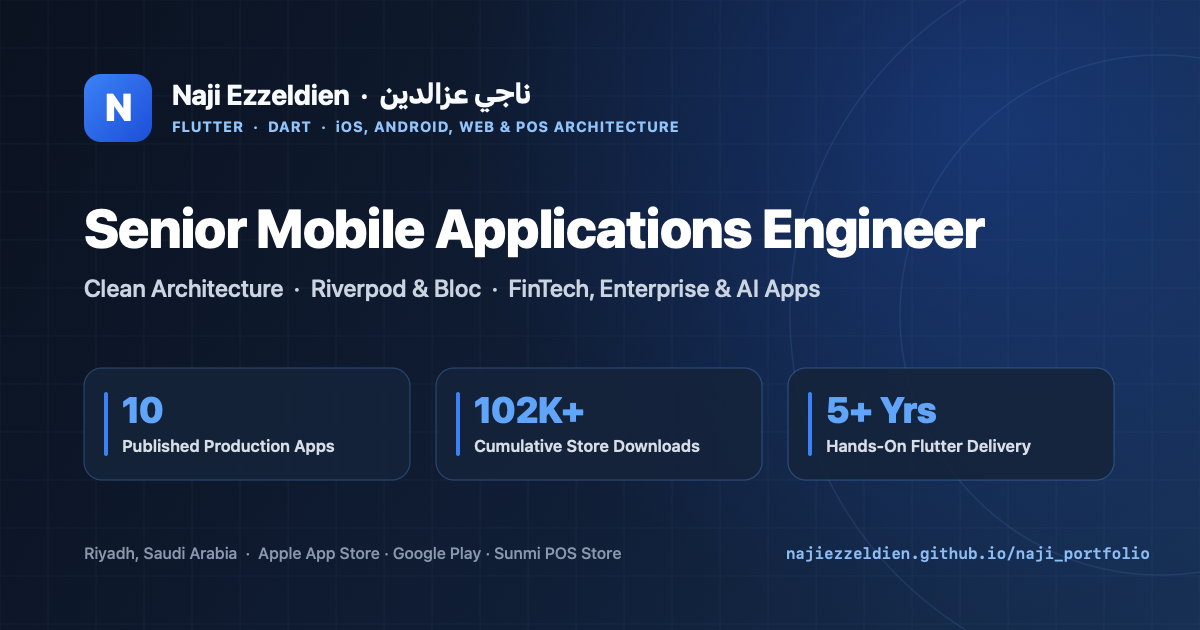 N
Naji Ezzeldien · ناجي عزالدين
FLUTTER · DART · iOS, ANDROID, WEB & POS ARCHITECTURE
Senior Mobile Applications Engineer
Clean Architecture · Riverpod & Bloc · FinTech, Enterprise & AI Apps
10
Published Production Apps
102K+
Cumulative Store Downloads
5+ Yrs
Hands-On Flutter Delivery
Riyadh, Saudi Arabia · Apple App Store · Google Play · Sunmi POS Store
najiezzeldien.github.io/naji_portfolio